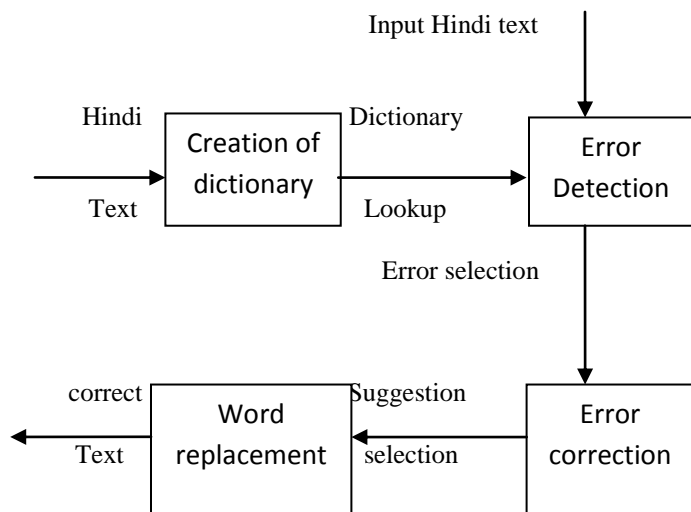 Input Hindi text
Hindi
Text
Creation of
dictionary
Dictionary
Lookup
Error
Detection
Error selection
Error
correction
Suggestion
selection
Word
replacement
correct
Text